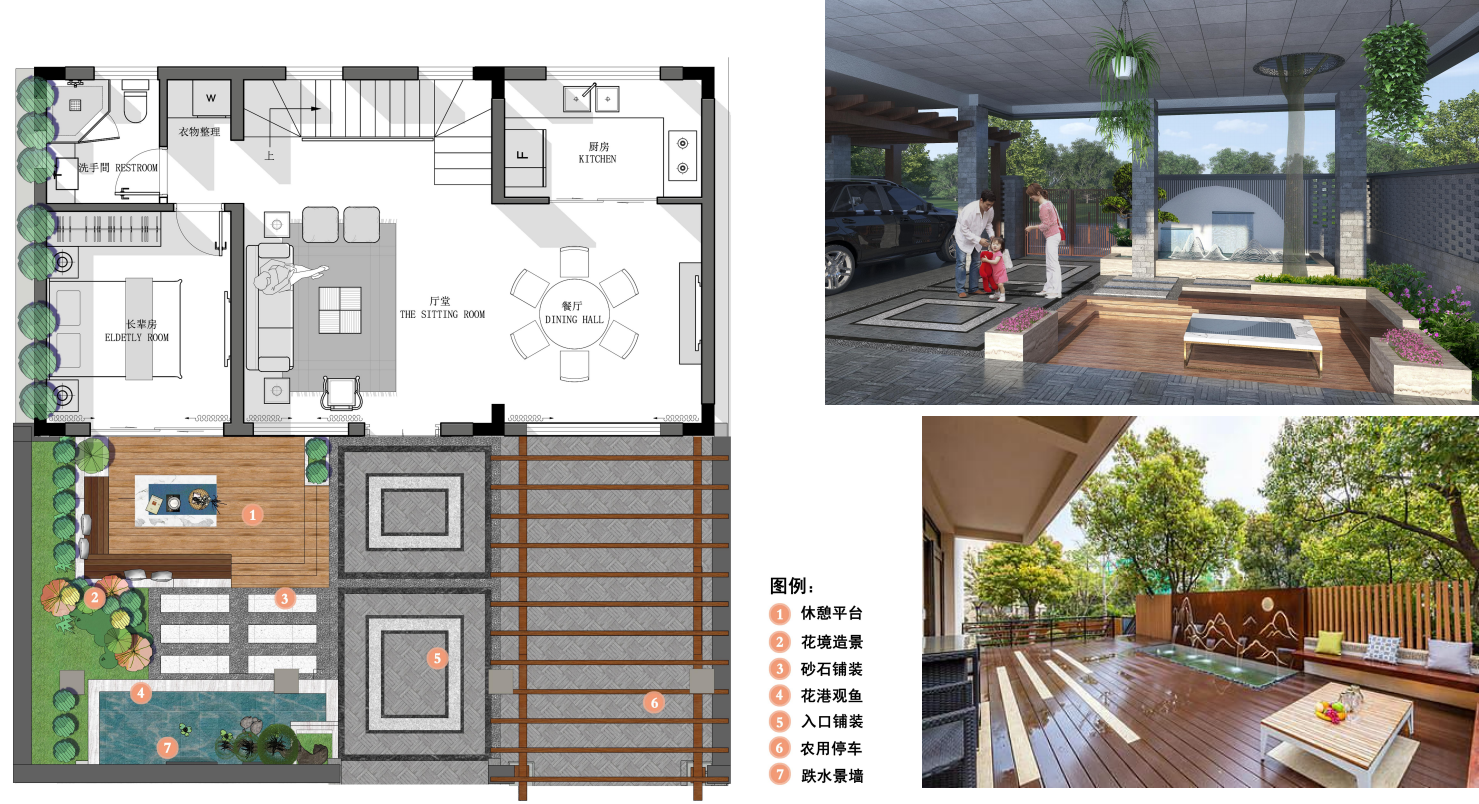 W
衣物整理
上
洗手間 RESTROOM
F
厨房
KITCHEN
长辈房
ELDETLY ROOM
厅堂
THE SITTING ROOM
餐厅
DINING HALL
1
2
3
4
5
6
7
图例：
1 休憩平台
2 花境造景
3 砂石铺装
4 花港观鱼
5 入口铺装
6 农用停车
7 跌水景墙